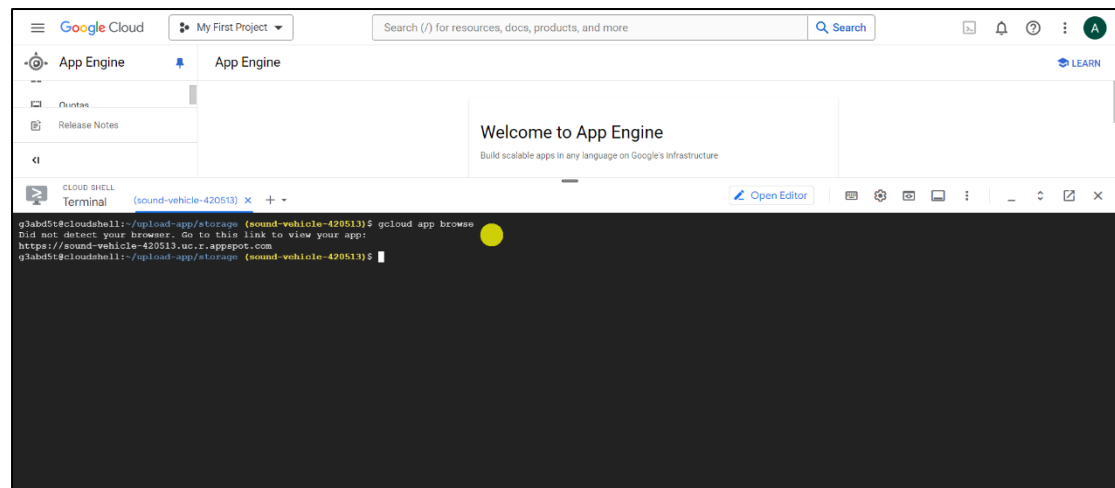 Google Cloud
My First Project
Search (/) for resources, docs, products, and more
Search
A
App Engine
App Engine
LEARN
Quotas
Release Notes
Welcome to App Engine
Build scalable apps in any language on Google's Infrastructure
CLOUD SHELL
Terminal
(sound-vehicle-420513)
Open Editor
g3abd5t@cloudshell:~/upload-app/storage (sound-vehicle-420513)$ gcloud app browse
Did not detect your browser. Go to this link to view your app:
https://sound-vehicle-420513.uc.r.appspot.com
g3abd5t@cloudshell:~/upload-app/storage (sound-vehicle-420513)$